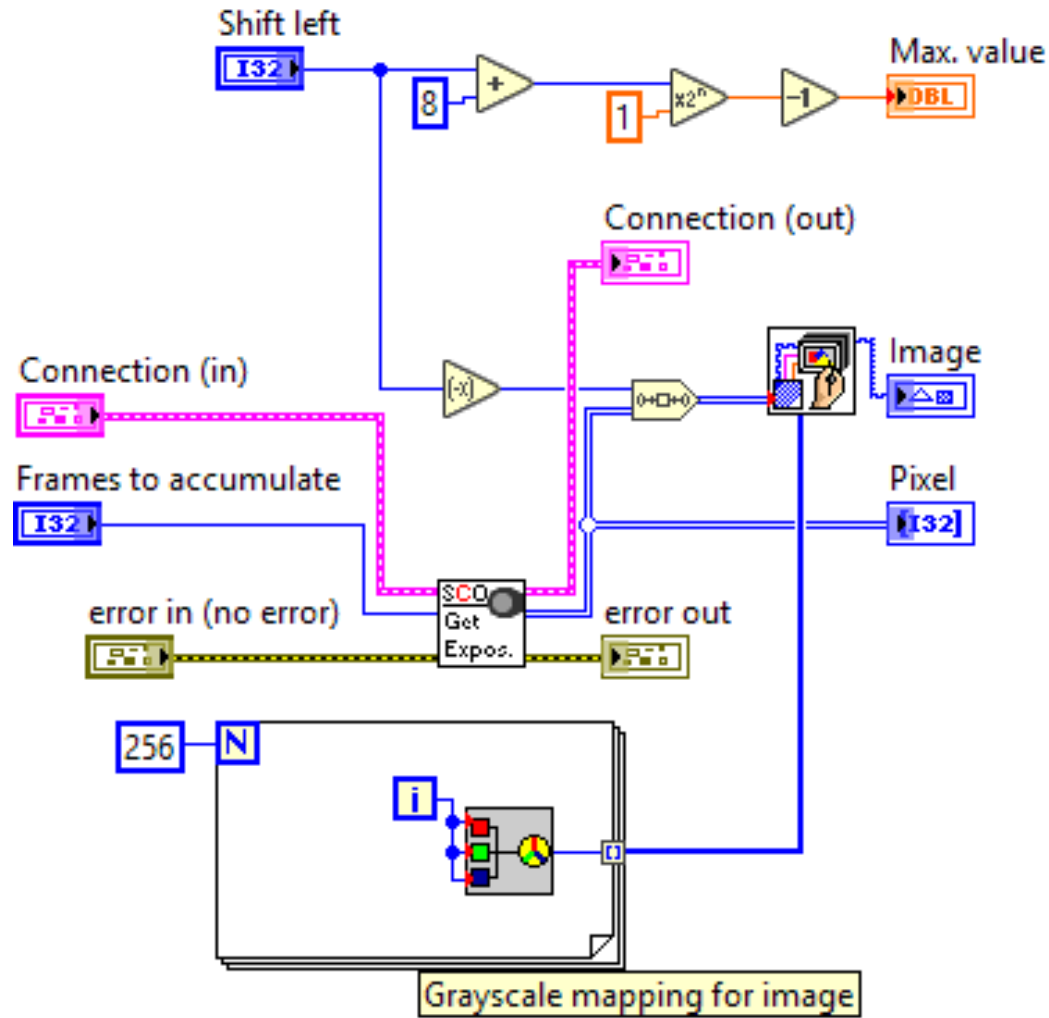 Shift left
I32
8
+
1
x2ⁿ
-1
Max. value
DBL
Connection (out)
Connection (in)
(-x)
Image
Frames to accumulate
I32
Pixel
[I32]
SCO
Get
Expos.
error in (no error)
error out
256
N
i
Grayscale mapping for image